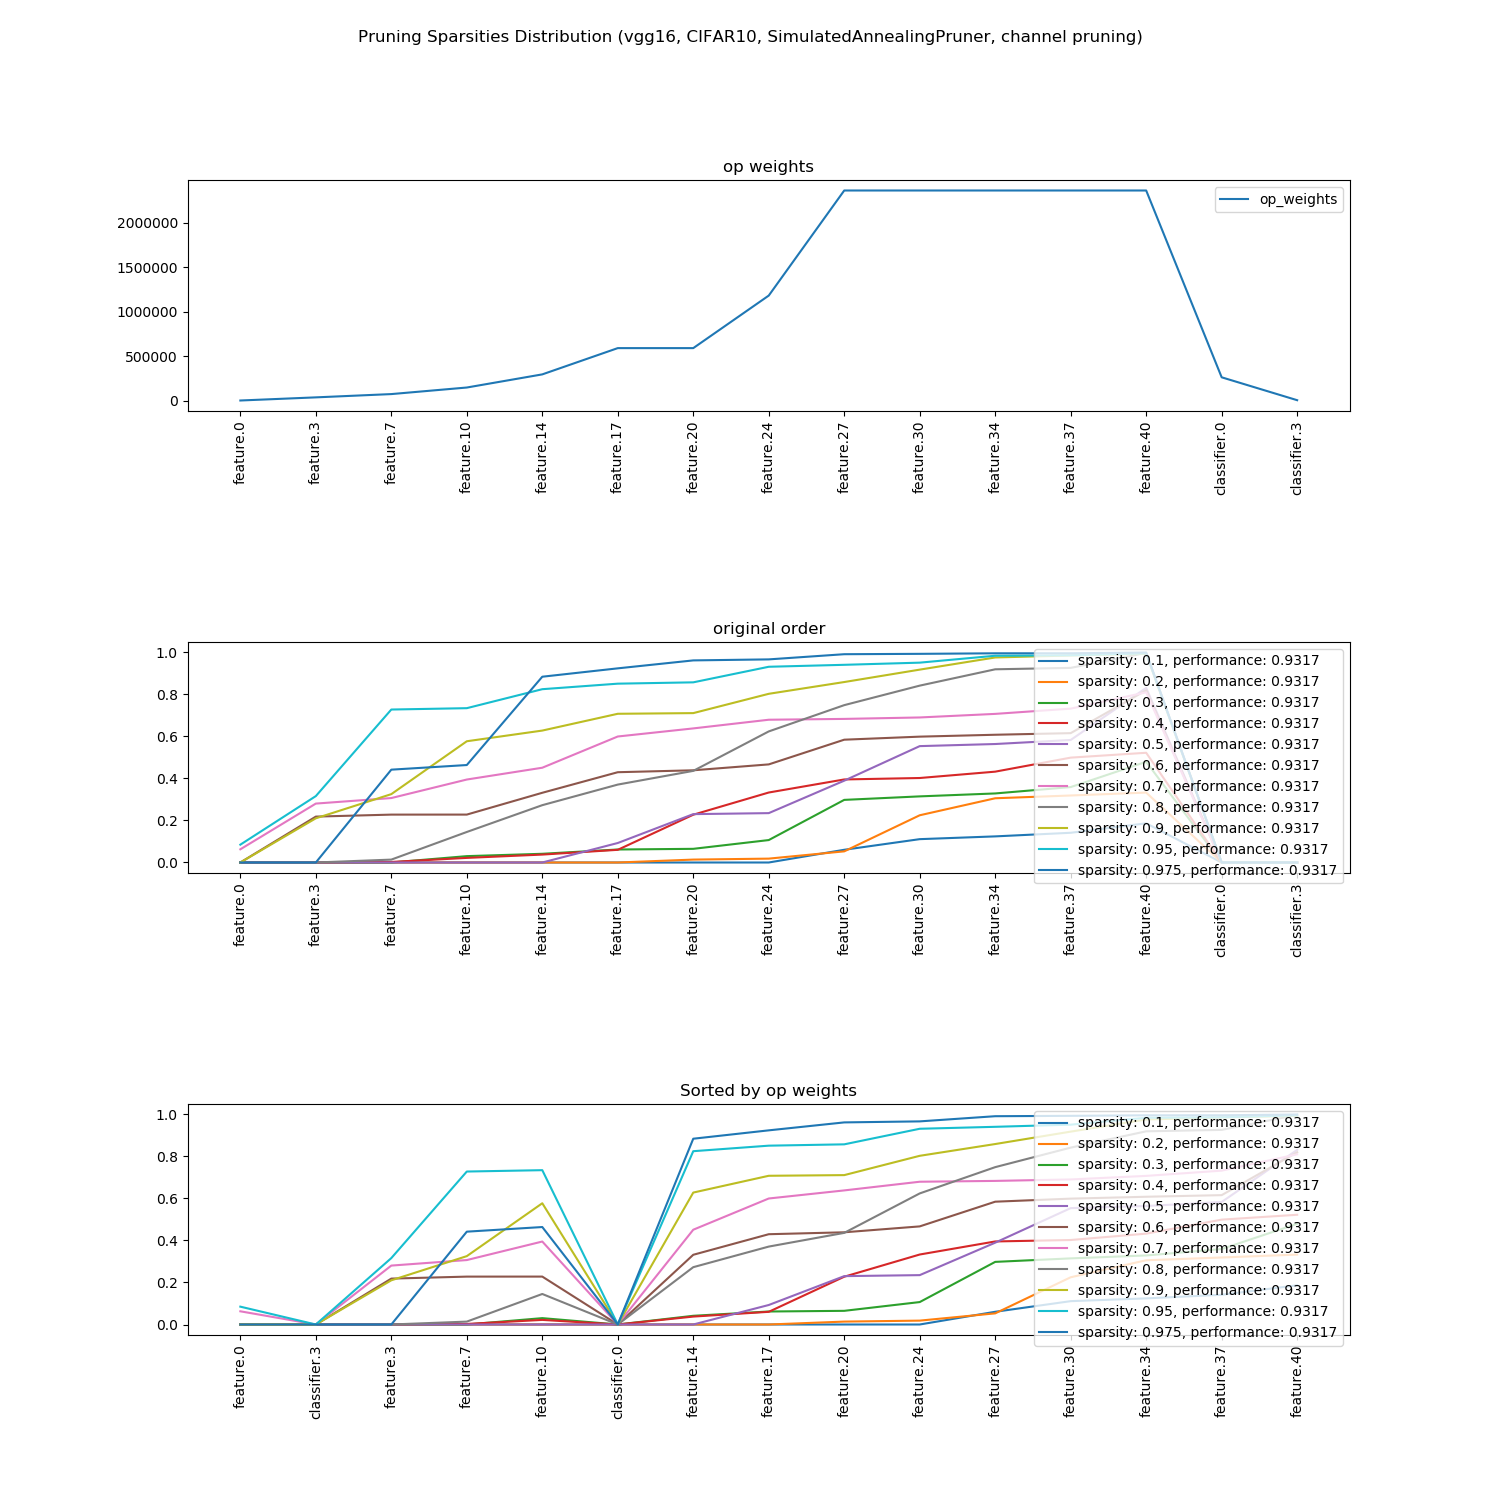 Pruning Sparsities Distribution (vgg16, CIFAR10, SimulatedAnnealingPruner, channel pruning)
op weights
2000000
1500000
1000000
500000
0
op_weights
feature.0
feature.3
feature.7
feature.10
feature.14
feature.17
feature.20
feature.24
feature.27
feature.30
feature.34
feature.37
feature.40
classifier.0
classifier.3
original order
1.0
0.8
0.6
0.4
0.2
0.0
sparsity: 0.1, performance: 0.9317
sparsity: 0.2, performance: 0.9317
sparsity: 0.3, performance: 0.9317
sparsity: 0.4, performance: 0.9317
sparsity: 0.5, performance: 0.9317
sparsity: 0.6, performance: 0.9317
sparsity: 0.7, performance: 0.9317
sparsity: 0.8, performance: 0.9317
sparsity: 0.9, performance: 0.9317
sparsity: 0.95, performance: 0.9317
sparsity: 0.975, performance: 0.9317
feature.0
feature.3
feature.7
feature.10
feature.14
feature.17
feature.20
feature.24
feature.27
feature.30
feature.34
feature.37
feature.40
classifier.0
classifier.3
Sorted by op weights
1.0
0.8
0.6
0.4
0.2
0.0
sparsity: 0.1, performance: 0.9317
sparsity: 0.2, performance: 0.9317
sparsity: 0.3, performance: 0.9317
sparsity: 0.4, performance: 0.9317
sparsity: 0.5, performance: 0.9317
sparsity: 0.6, performance: 0.9317
sparsity: 0.7, performance: 0.9317
sparsity: 0.8, performance: 0.9317
sparsity: 0.9, performance: 0.9317
sparsity: 0.95, performance: 0.9317
sparsity: 0.975, performance: 0.9317
feature.0
classifier.3
feature.3
feature.7
feature.10
classifier.0
feature.14
feature.17
feature.20
feature.24
feature.27
feature.30
feature.34
feature.37
feature.40